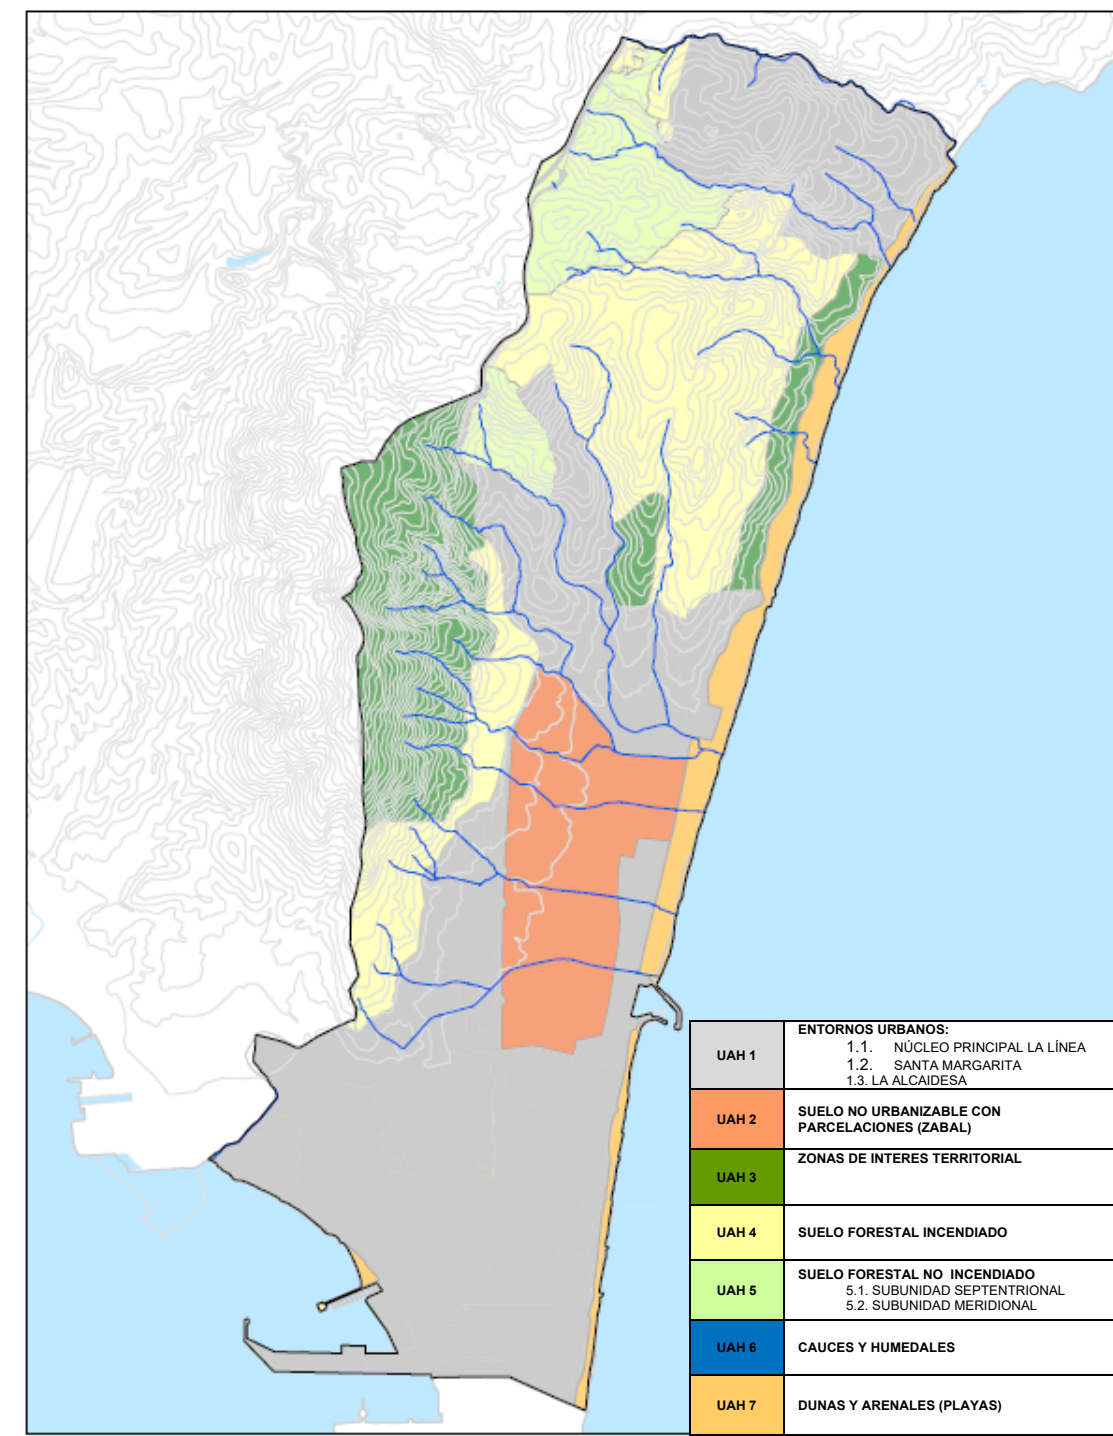 UAH 1
ENTORNOS URBANOS:
1.1. NÚCLEO PRINCIPAL LA LÍNEA
1.2. SANTA MARGARITA
1.3. LA ALCAIDESA
UAH 2
SUELO NO URBANIZABLE CON
PARCELACIONES (ZABAL)
UAH 3
ZONAS DE INTERES TERRITORIAL
UAH 4
SUELO FORESTAL INCENDIADO
UAH 5
SUELO FORESTAL NO INCENDIADO
5.1. SUBUNIDAD SEPTENTRIONAL
5.2. SUBUNIDAD MERIDIONAL
UAH 6
CAUCES Y HUMEDALES
UAH 7
DUNAS Y ARENALES (PLAYAS)